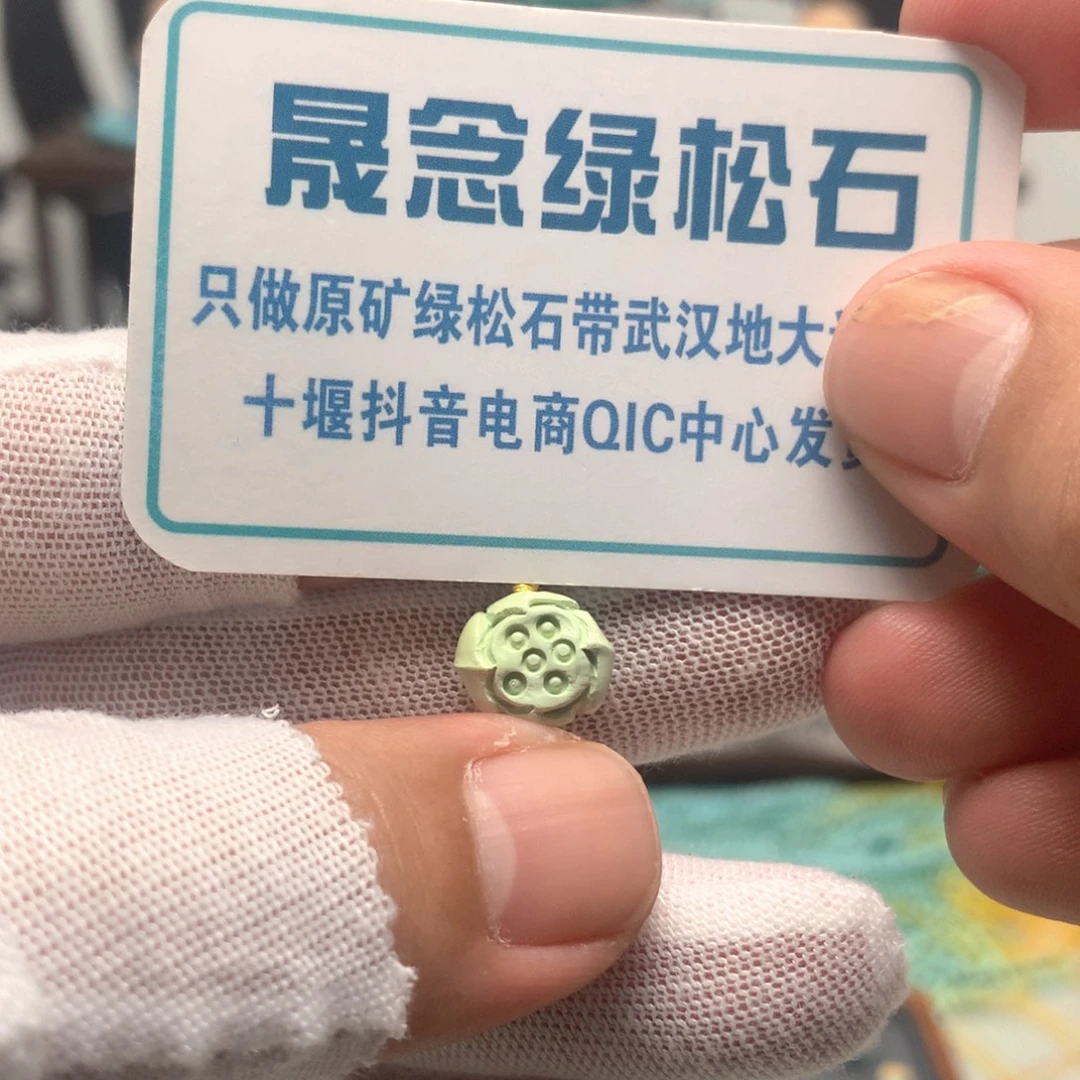 晟念绿松石
只做原矿绿松石带武汉地大
十堰抖音电商QIC中心发